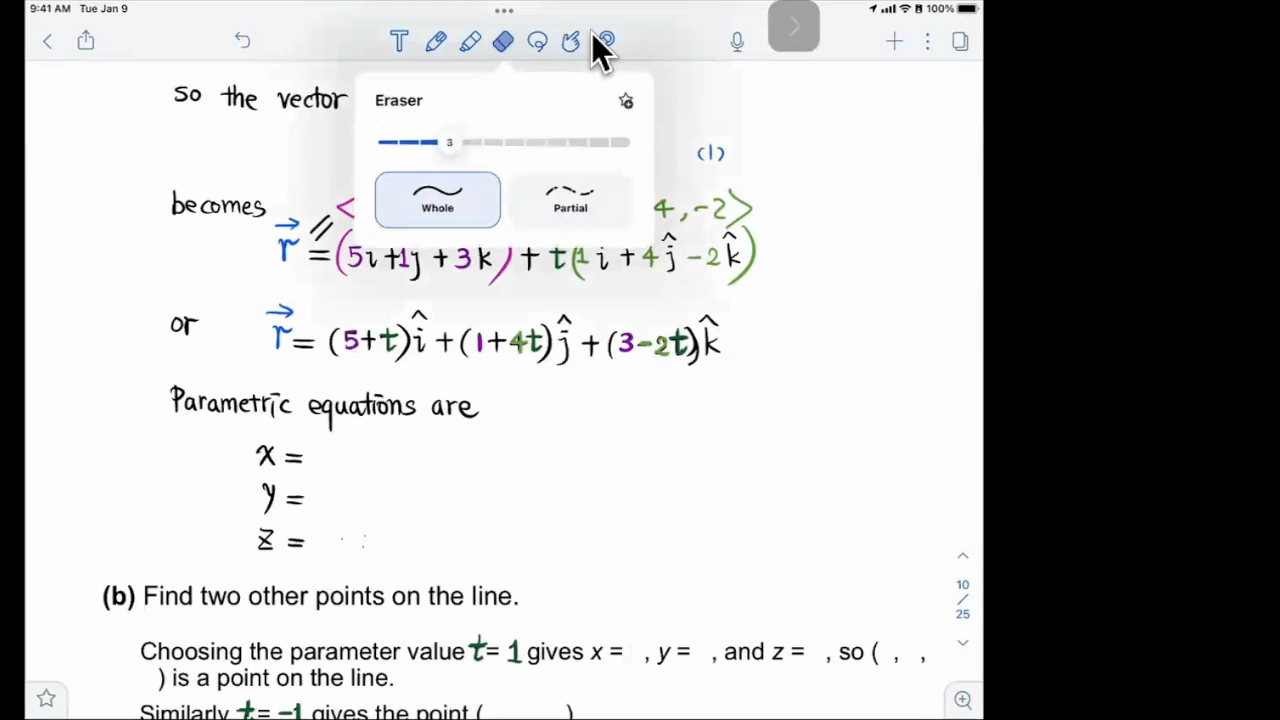 9:41 AM Tue Jan 9
100%
T
so the vector
Eraser
3
Whole
Partial
(1)
becomes < 4, -2>
r⃗ = (5i+1j+3k) + t(1i+4ĵ-2k̂)
or r⃗ = (5+t)î+(1+4t)ĵ+(3-2t)k̂
Parametric equations are
x =
y =
z =
(b) Find two other points on the line.
10
/
25
Choosing the parameter value t = 1 gives x = , y = , and z = , so ( , ,
) is a point on the line.
Similarly t = -1 gives the point ( )